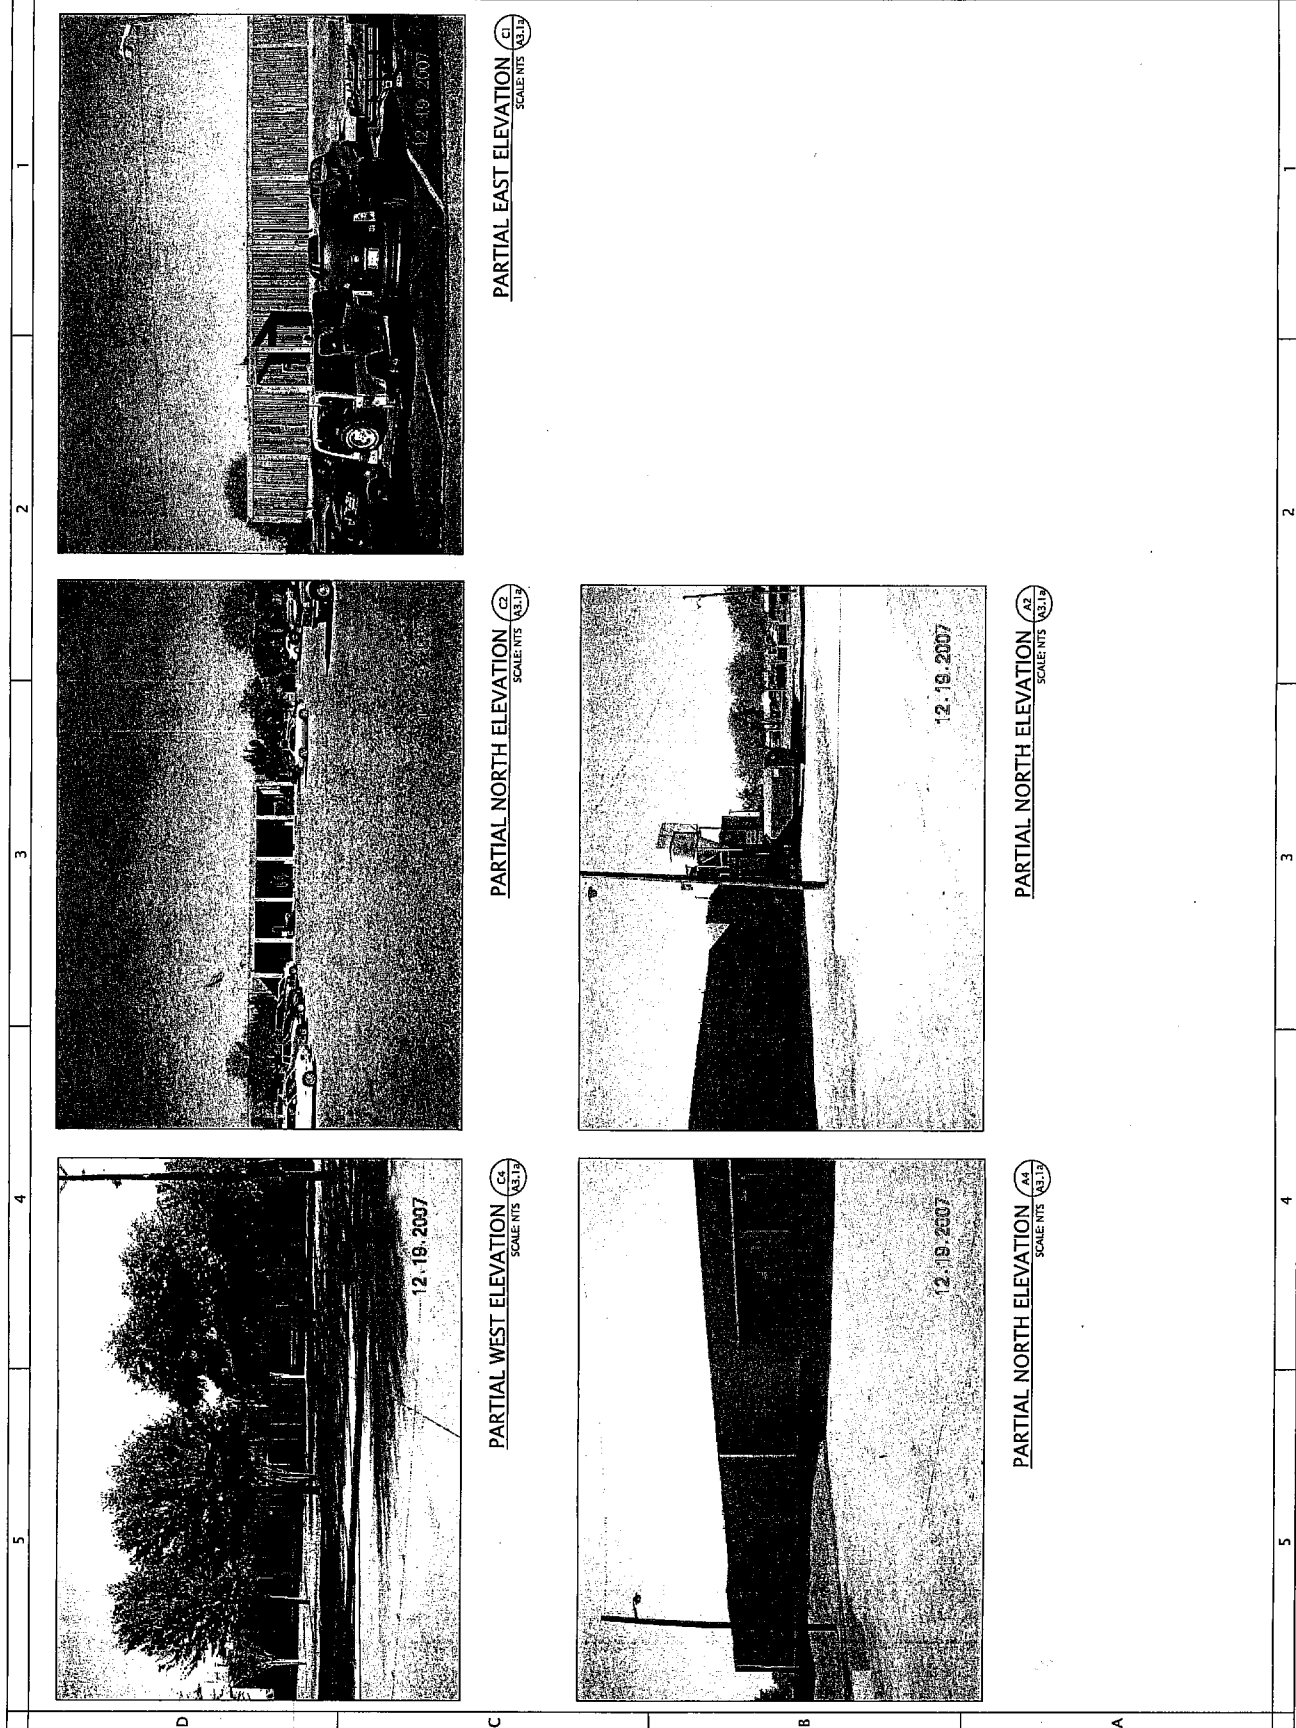 5
4
3
2
1
D
C
B
A
12.19.2007
PARTIAL WEST ELEVATION
SCALE: NTS
C4
A3.1a
PARTIAL NORTH ELEVATION
SCALE: NTS
C2
A3.1a
12.19.2007
PARTIAL EAST ELEVATION
SCALE: NTS
C1
A3.1a
12.19.2007
PARTIAL NORTH ELEVATION
SCALE: NTS
A4
A3.1a
12.19.2007
PARTIAL NORTH ELEVATION
SCALE: NTS
A2
A3.1a
5
4
3
2
1